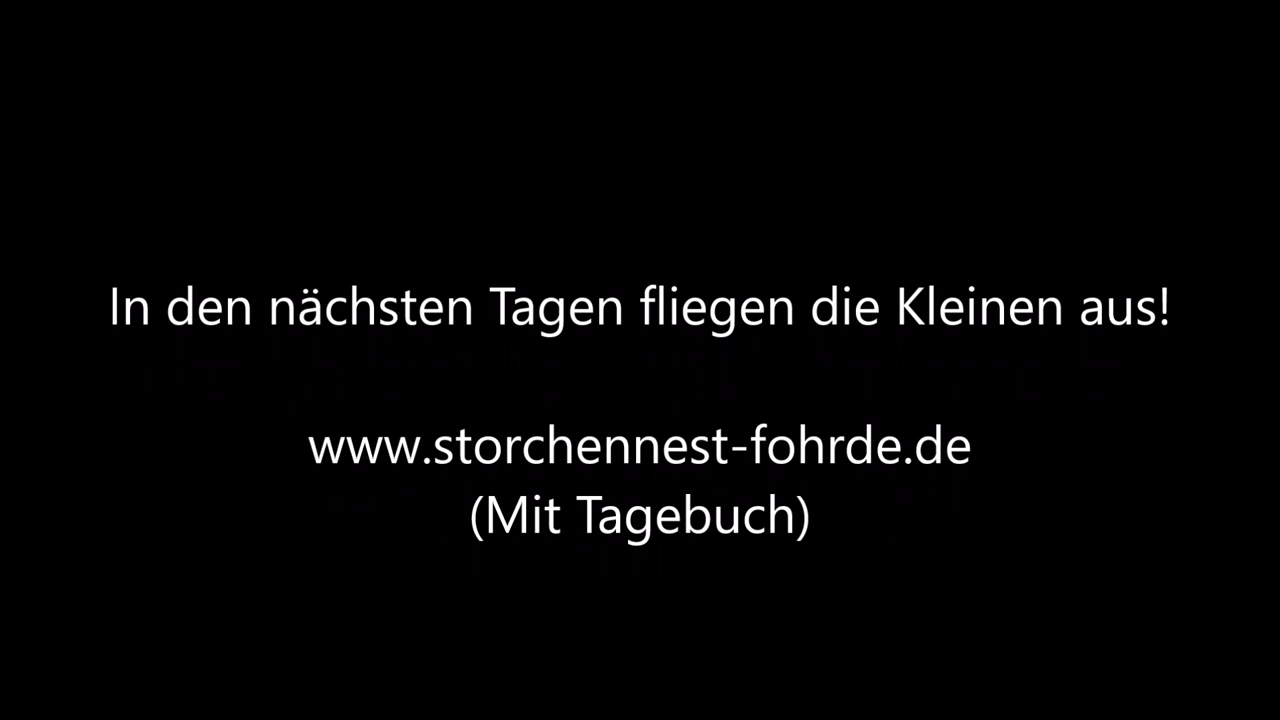 In den nächsten Tagen fliegen die Kleinen aus!
www.storchennest-fohrde.de
(Mit Tagebuch)